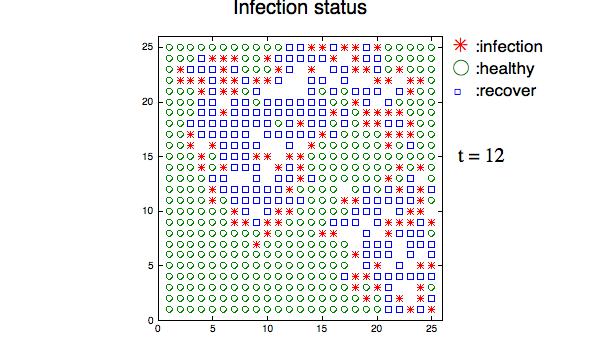 Infection status
:infection
:healthy
:recover
t = 12
25
20
15
10
5
0
0 5 10 15 20 25